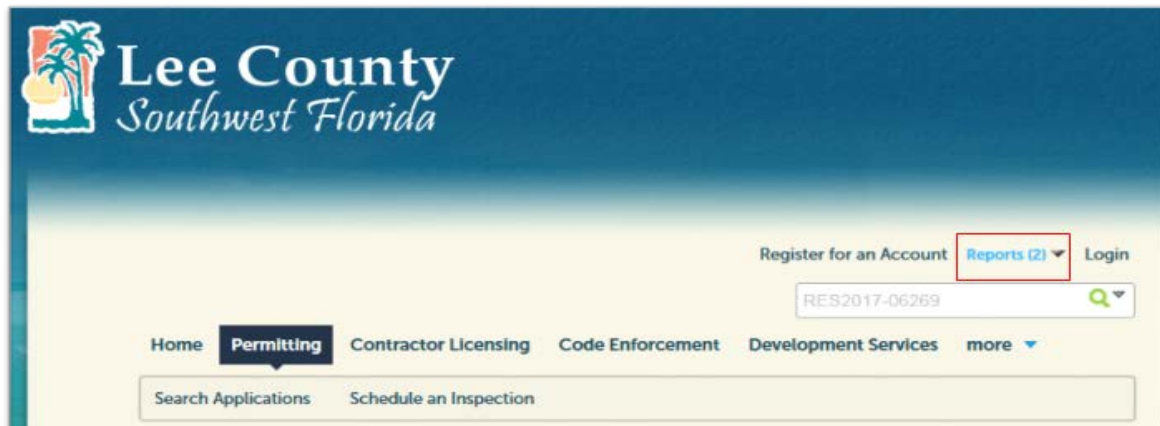 Lee County
Southwest Florida
Register for an Account Reports (2) Login
RES2017-06269
Home Permitting Contractor Licensing Code Enforcement Development Services more
Search Applications Schedule an Inspection